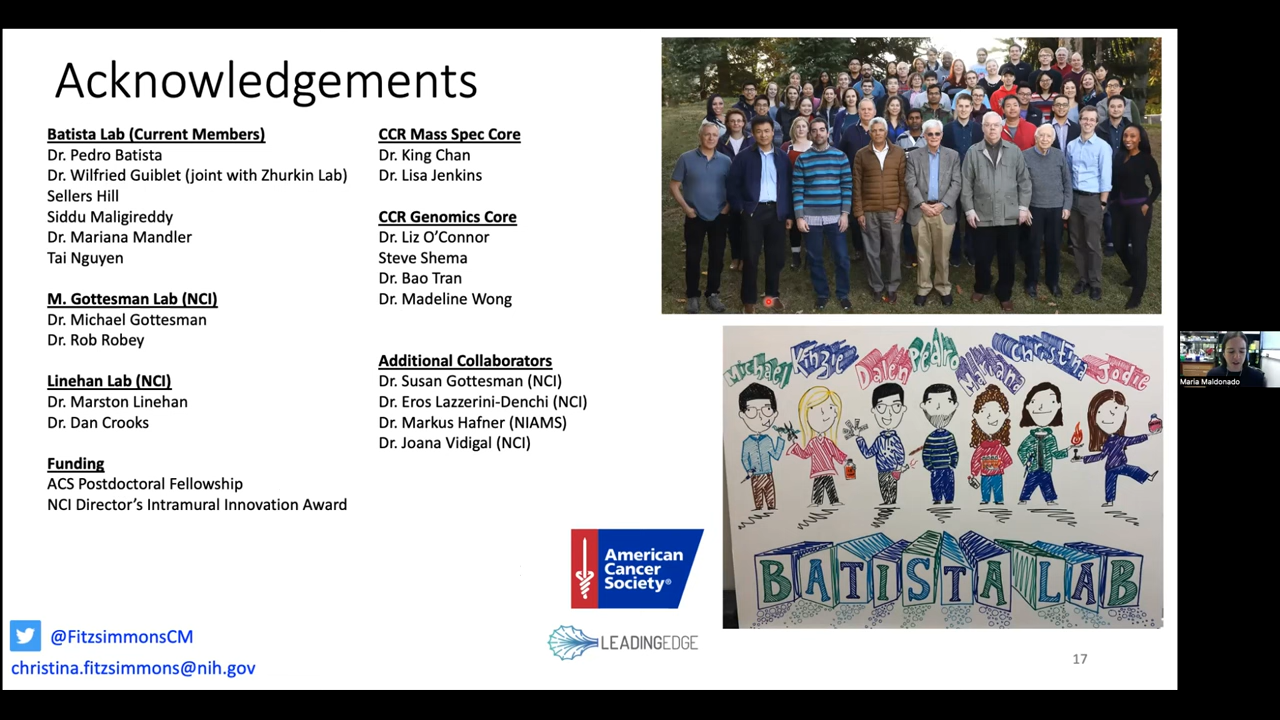 Acknowledgements
Batista Lab (Current Members)
Dr. Pedro Batista
Dr. Wilfried Guiblet (joint with Zhurkin Lab)
Sellers Hill
Siddu Maligireddy
Dr. Mariana Mandler
Tai Nguyen
M. Gottesman Lab (NCI)
Dr. Michael Gottesman
Dr. Rob Robey
Linehan Lab (NCI)
Dr. Marston Linehan
Dr. Dan Crooks
Funding
ACS Postdoctoral Fellowship
NCI Director's Intramural Innovation Award
CCR Mass Spec Core
Dr. King Chan
Dr. Lisa Jenkins
CCR Genomics Core
Dr. Liz O'Connor
Steve Shema
Dr. Bao Tran
Dr. Madeline Wong
Additional Collaborators
Dr. Susan Gottesman (NCI)
Dr. Eros Lazzerini-Denchi (NCI)
Dr. Markus Hafner (NIAMS)
Dr. Joana Vidigal (NCI)
Michael Kinzie Dalen Pedro Mariana Christina Jodie
BATISTA LAB
American
Cancer
Society®
LEADINGEDGE
@FitzsimmonsCM
christina.fitzsimmons@nih.gov
17
Maria Maldonado